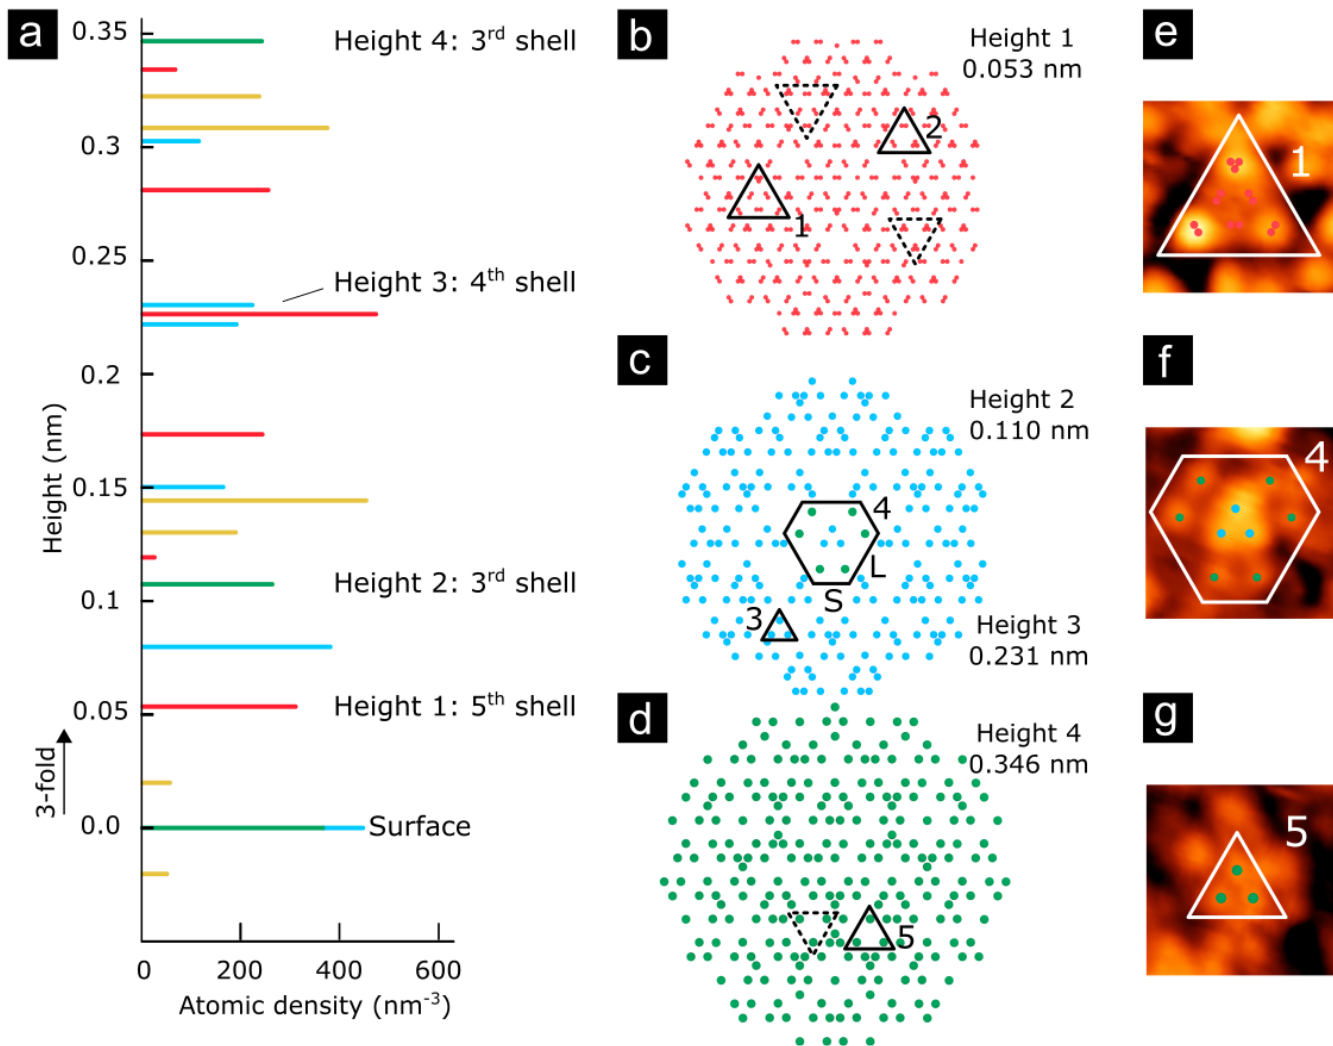 a
0.35
0.3
0.25
0.2
0.15
0.1
0.05
0.0
Height (nm)
3-fold
0
200
400
600
Atomic density (nm⁻³)
Height 4: 3ʳᵈ shell
Height 3: 4ᵗʰ shell
Height 2: 3ʳᵈ shell
Height 1: 5ᵗʰ shell
Surface
b
Height 1
0.053 nm
2
1
c
Height 2
0.110 nm
4
L
S
3
Height 3
0.231 nm
d
Height 4
0.346 nm
5
e
1
f
4
g
5